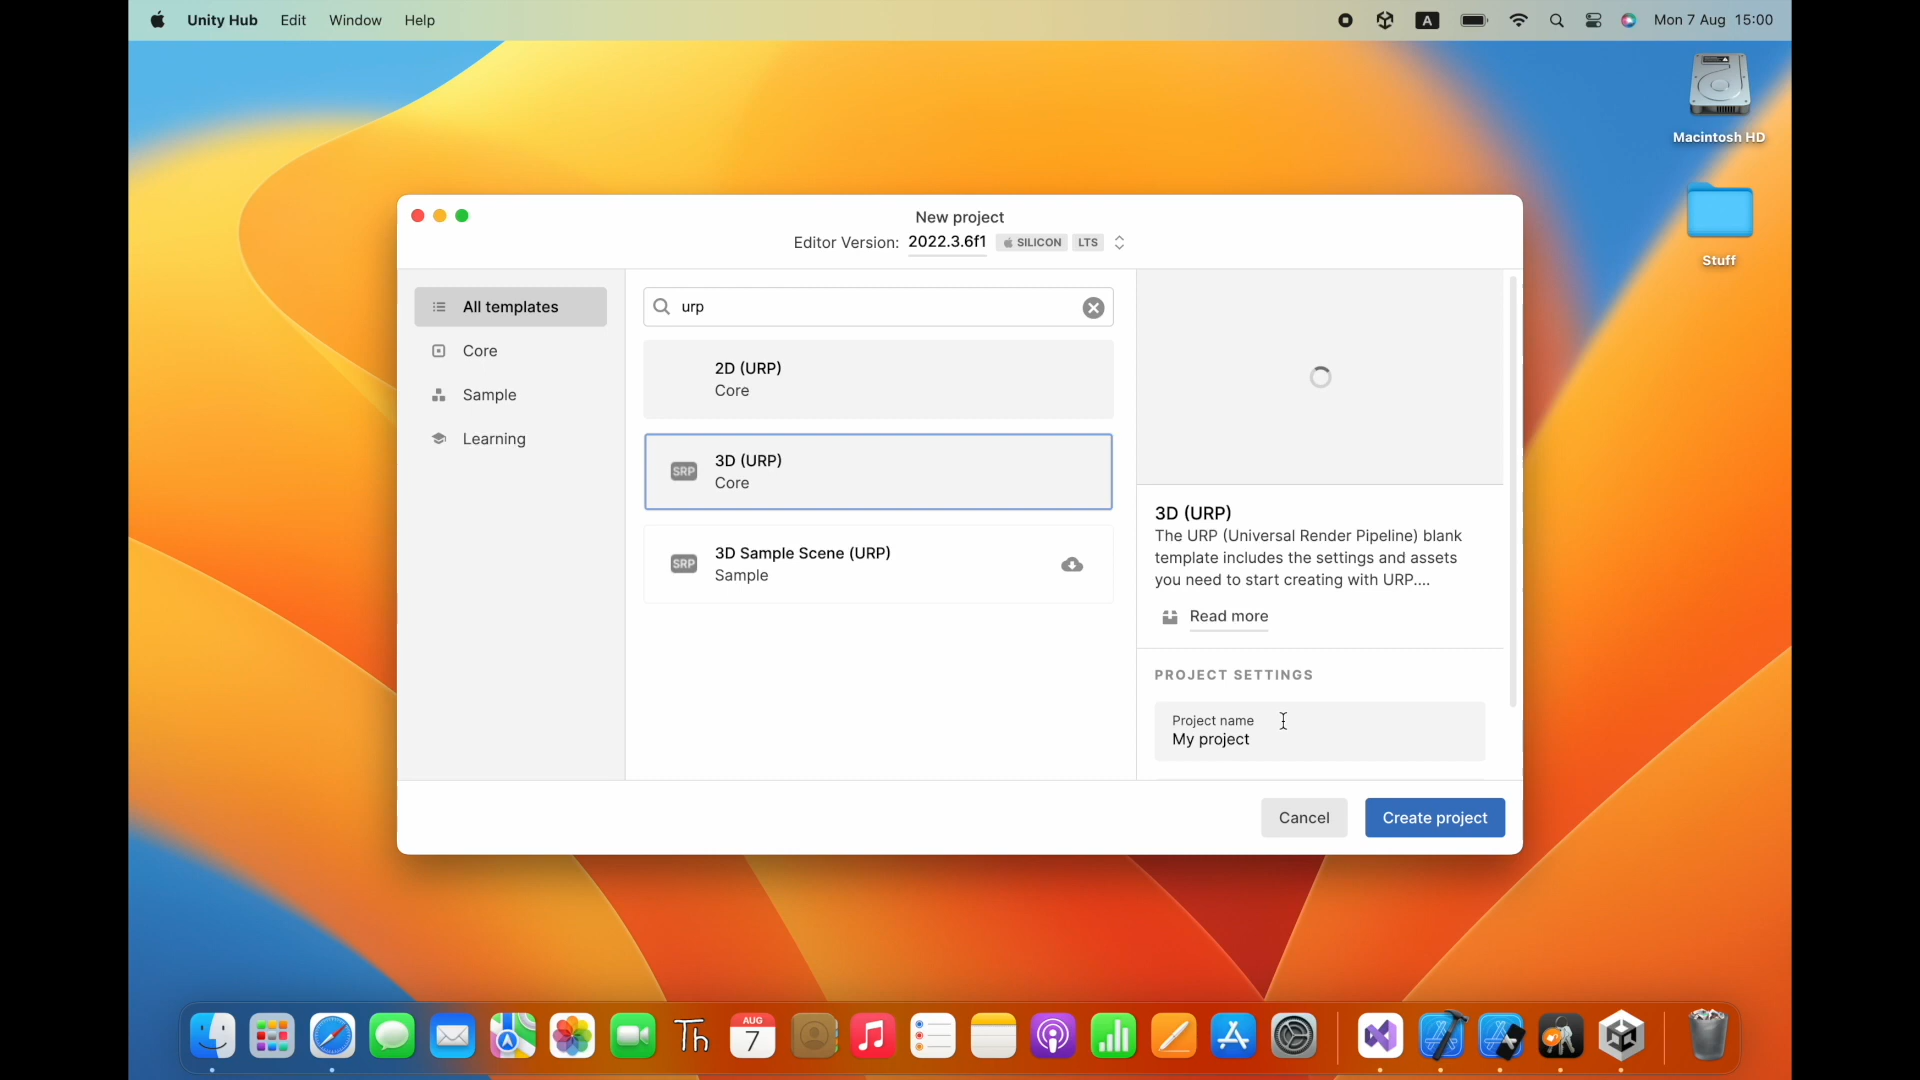 Unity Hub Edit Window Help
A
Mon 7 Aug 15:00
Macintosh HD
Stuff
New project
Editor Version: 2022.3.6f1 SILICON LTS
All templates
Core
Sample
Learning
urp
2D (URP)
Core
SRP
3D (URP)
Core
SRP
3D Sample Scene (URP)
Sample
3D (URP)
The URP (Universal Render Pipeline) blank
template includes the settings and assets
you need to start creating with URP....
Read more
PROJECT SETTINGS
Project name
My project
Cancel
Create project
Th
AUG
7